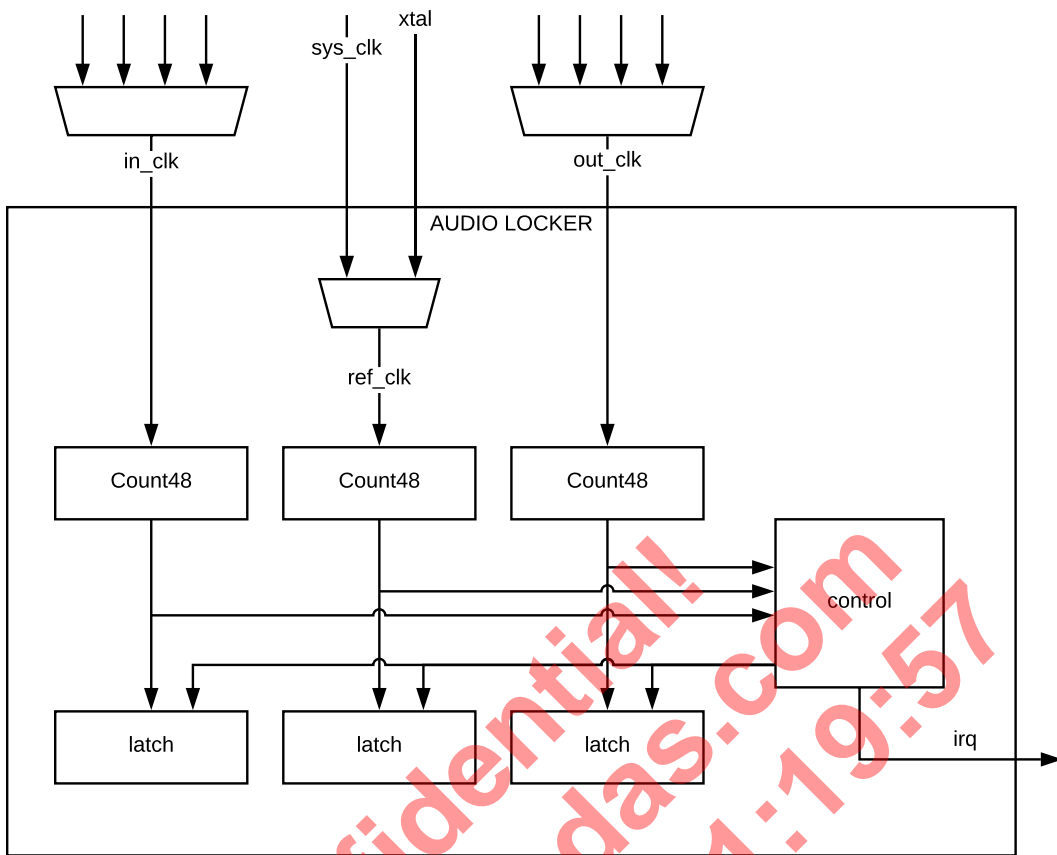 xtal
sys_clk
in_clk
out_clk
AUDIO LOCKER
ref_clk
Count48
Count48
Count48
control
latch
latch
latch
irq
fidential!
das.com
1:19:57